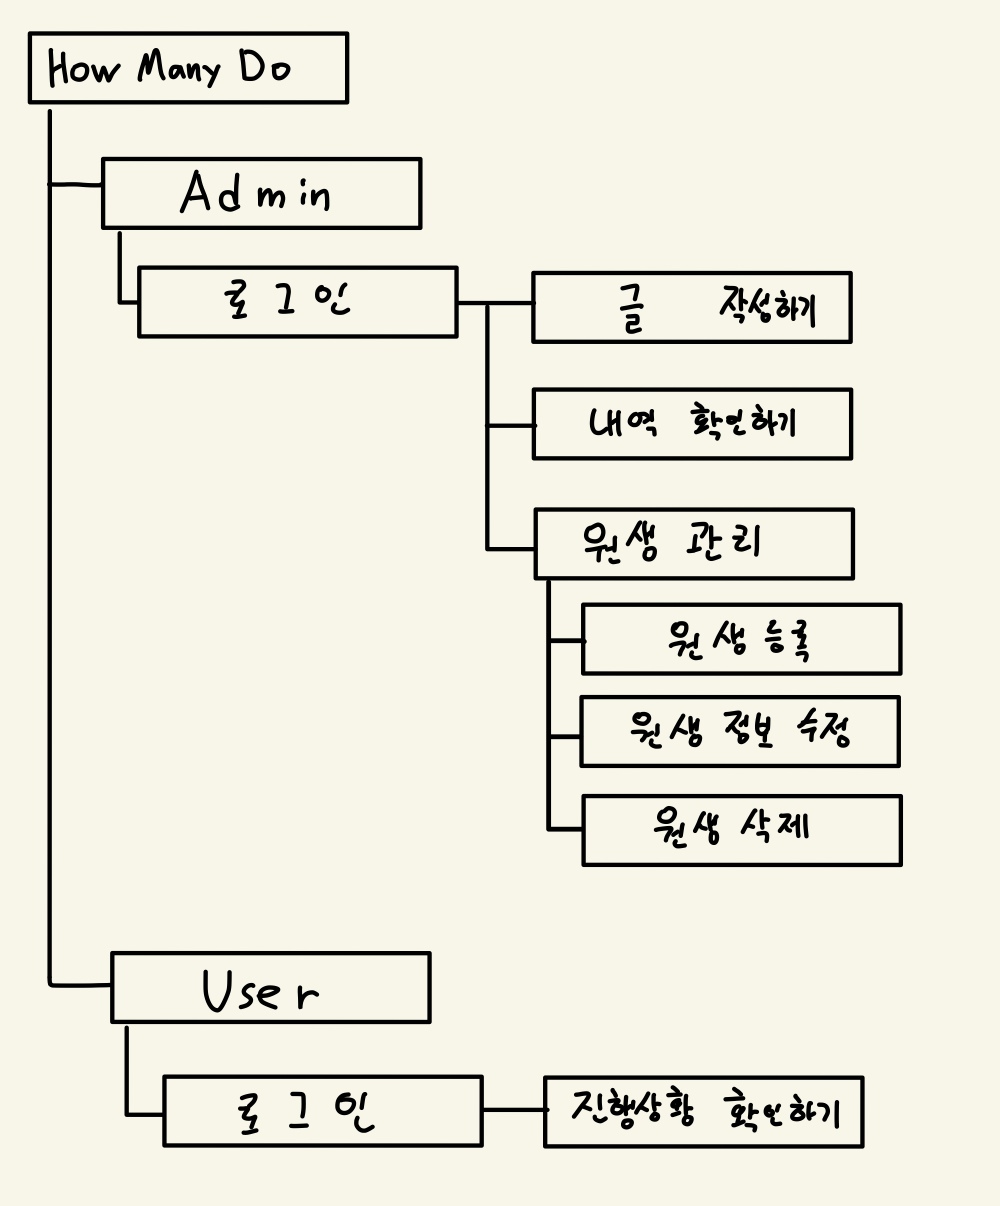 How Many Do
Admin
로그인
글 작성하기
내역 확인하기
원생 관리
원생 등록
원생 정보 수정
원생 삭제
User
로그인
진행상황 확인하기